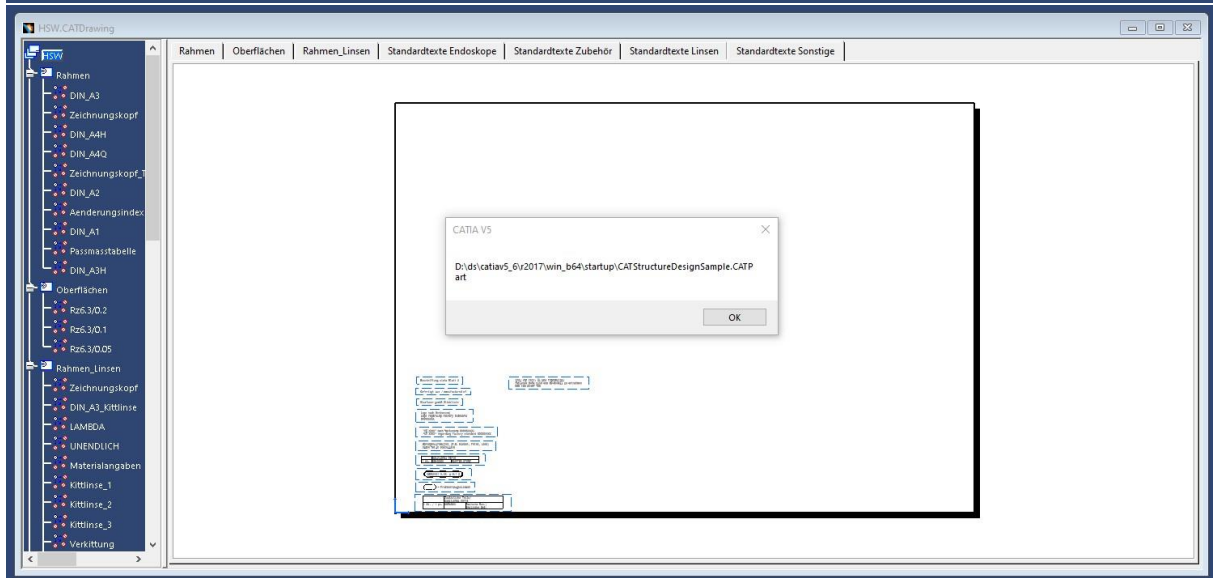 HSW.CATDrawing
HSW
Rahmen
DIN_A3
Zeichnungskopf
DIN_A4H
DIN_A4Q
Zeichnungskopf_T
DIN_A2
Aenderungsindex
DIN_A1
Passmasstabelle
DIN_A3H
Oberflächen
Rz6.3/0.2
Rz6.3/0.1
Rz6.3/0.05
Rahmen_Linsen
Zeichnungskopf
DIN_A3_Kittlinse
LAMBDA
UNENDLICH
Materialangaben
Kittlinse_1
Kittlinse_2
Kittlinse_3
Verkittung
Rahmen
Oberflächen
Rahmen_Linsen
Standardtexte Endoskope
Standardtexte Zubehör
Standardtexte Linsen
Standardtexte Sonstige
CATIA V5
D:\ds\catiav5_6\r2017\win_b64\startup\CATStructureDesignSample.CATP
art
OK